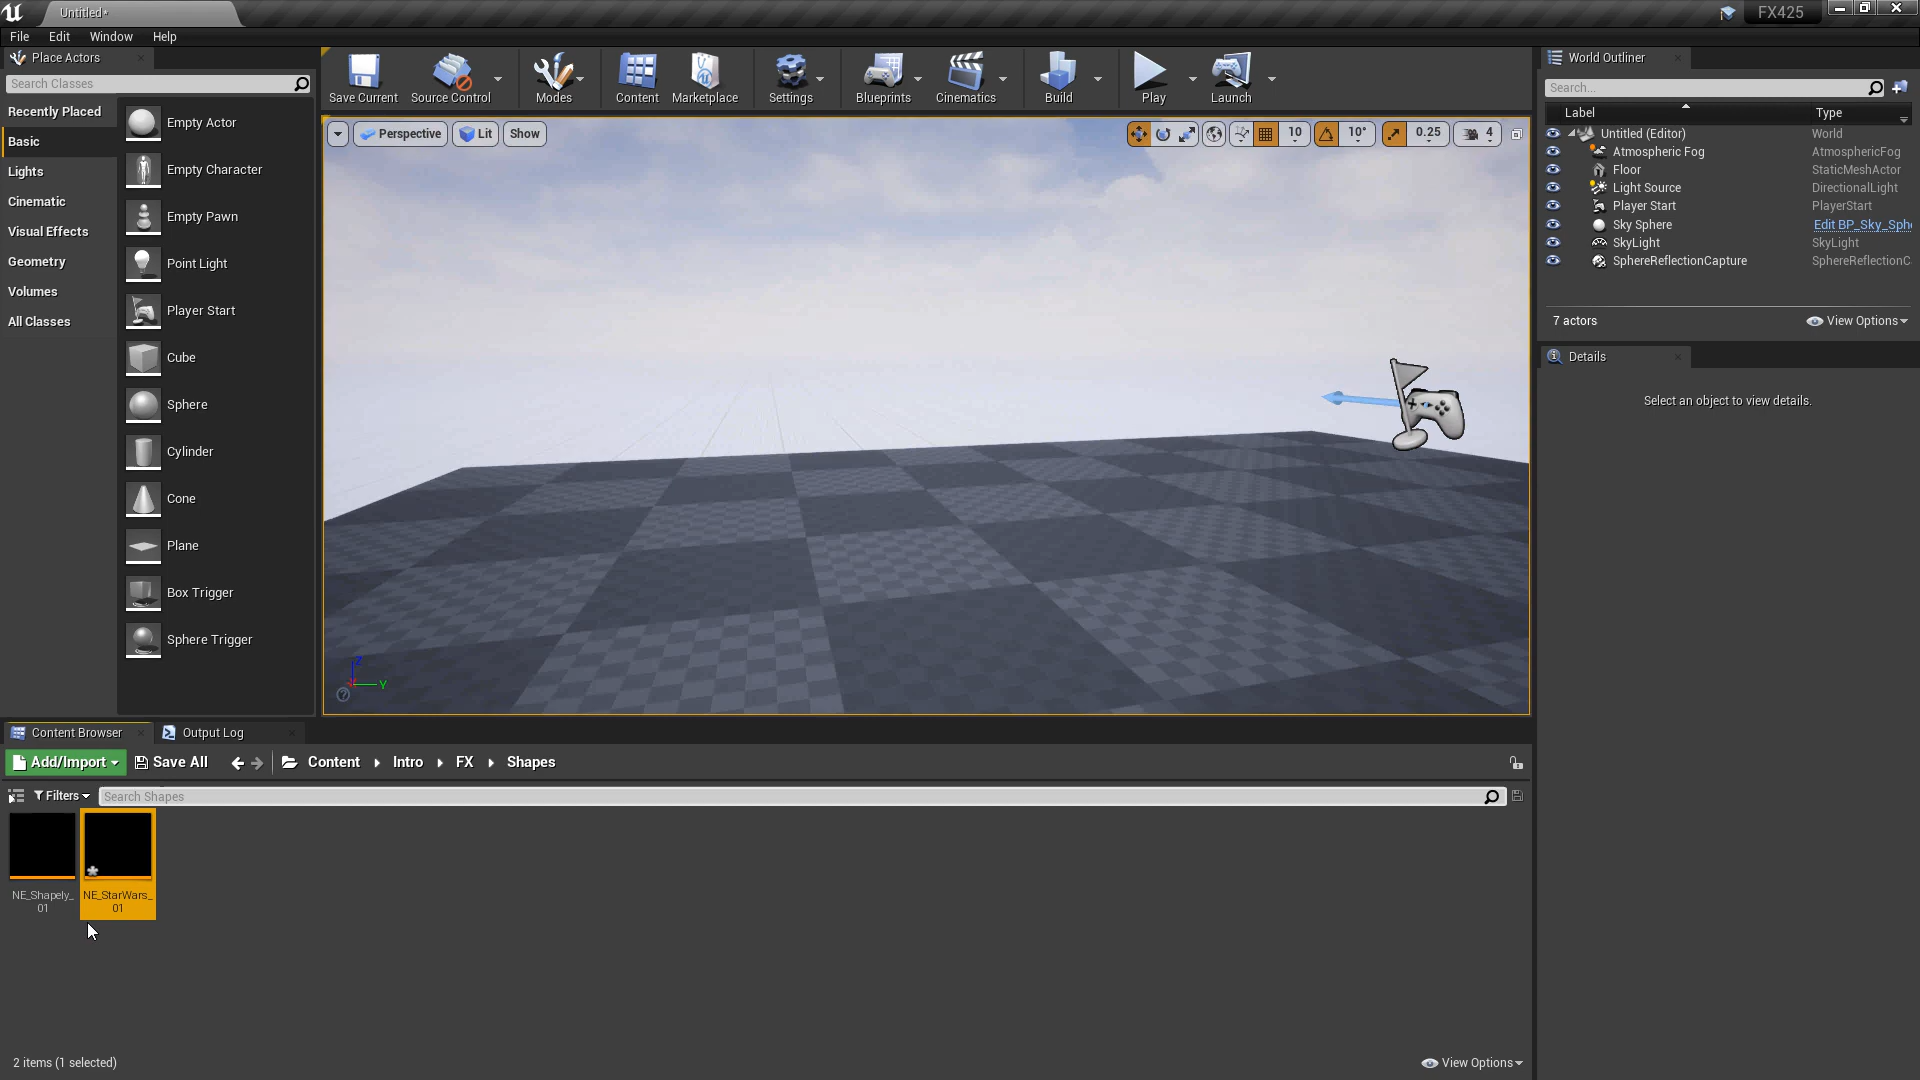 Untitled*
FX425
File Edit Window Help
Place Actors
Search Classes
Recently Placed
Basic
Lights
Cinematic
Visual Effects
Geometry
Volumes
All Classes
Empty Actor
Empty Character
Empty Pawn
Point Light
Player Start
Cube
Sphere
Cylinder
Cone
Plane
Box Trigger
Sphere Trigger
Save Current Source Control Modes Content Marketplace Settings Blueprints Cinematics Build Play Launch
Perspective Lit Show
10 10° 0.25 4
Z
Y
World Outliner
Search...
Label Type
Untitled (Editor) World
Atmospheric Fog AtmosphericFog
Floor StaticMeshActor
Light Source DirectionalLight
Player Start PlayerStart
Sky Sphere Edit BP_Sky_Sph
SkyLight SkyLight
SphereReflectionCapture SphereReflectionC
7 actors View Options
Details
Select an object to view details.
Content Browser Output Log
Add/Import Save All Content Intro FX Shapes
Filters Search Shapes
NE_Shapely_
01
NE_StarWars_
01
2 items (1 selected) View Options